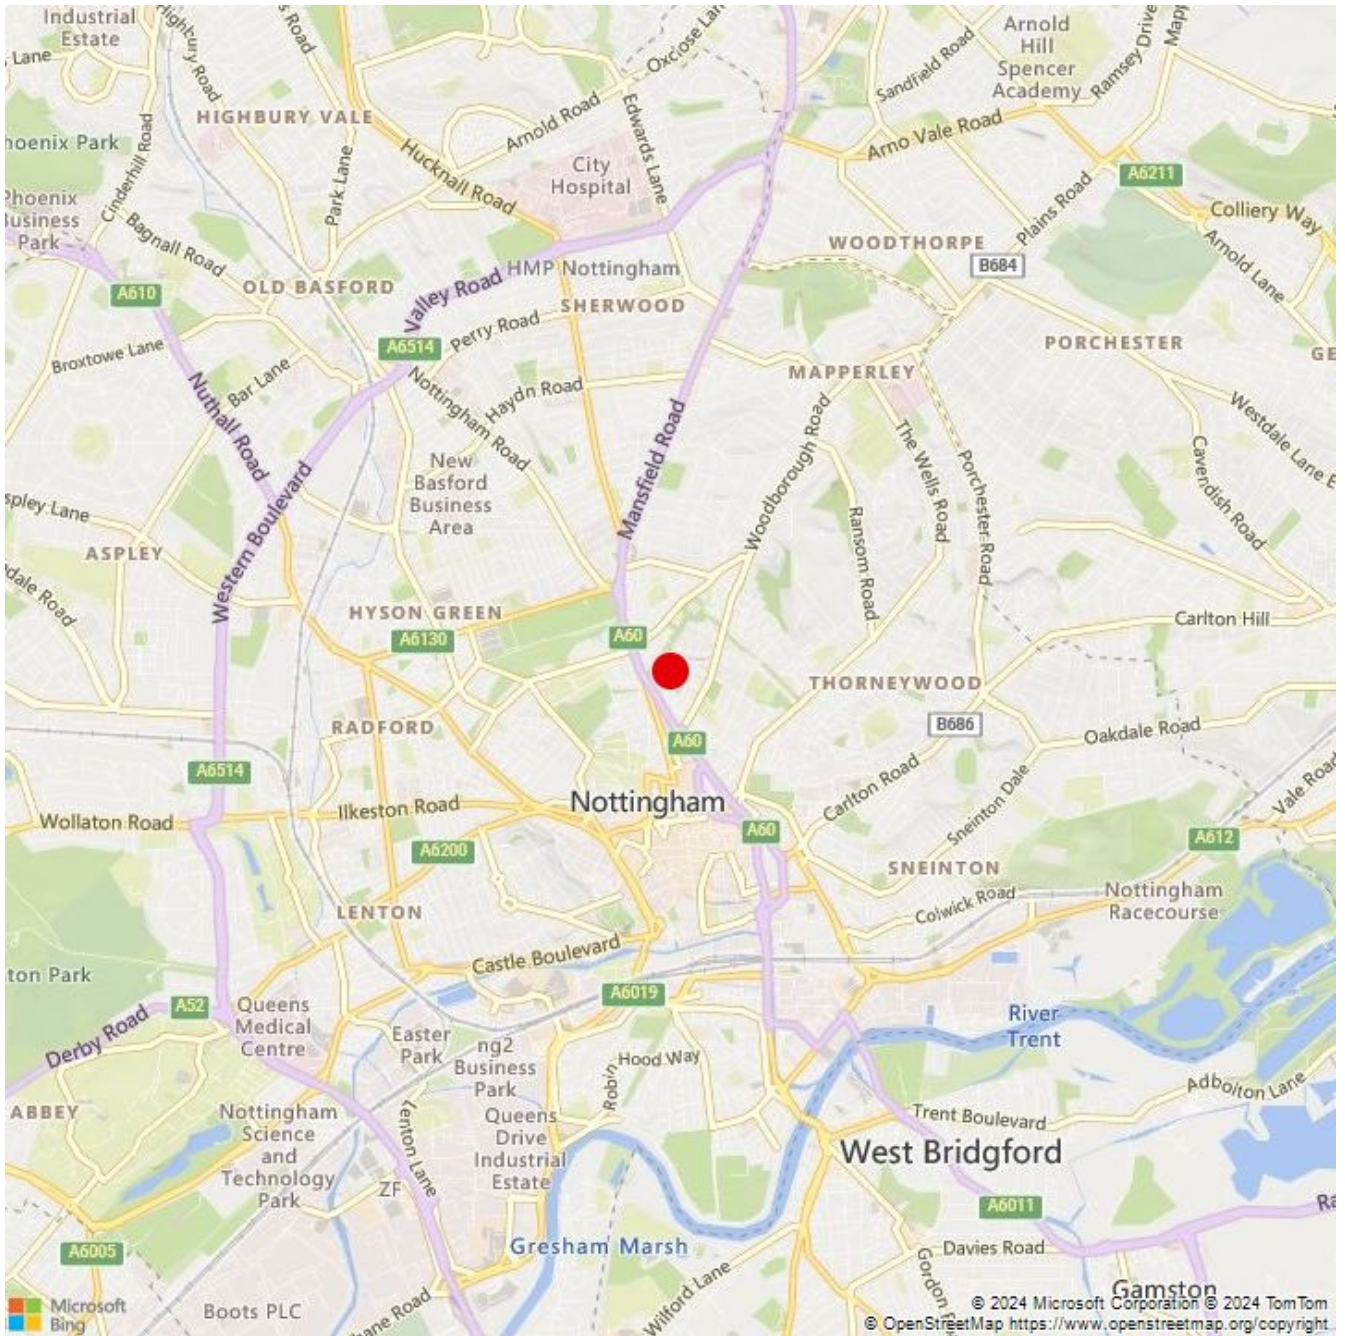 Industrial
Estate
Lane
Highbury Road
s Road
Oxclose Lan
Arnold
Hill
Spencer
Academy
Sandfield Road
Ramsey Drive
Mapp
HIGHBURY VALE
Arnold Road
Edwards Lane
Arno Vale Road
hoenix Park
Cinderhill Road
Park Lane
Hucknall Road
City
Hospital
A6211
Phoenix
Business
Park
Bagnall Road
Plains Road
Colliery Way
WOODTHORPE
Arnold Lane
B684
HMP Nottingham
A610
OLD BASFORD
Valley Road
SHERWOOD
Perry Road
A6514
Broxtowe Lane
Bar Lane
PORCHESTER
GE
MAPPERLEY
Nottingham Road
Haydn Road
Nuthall Road
Mansfield Road
Woodborough Road
The Wells Road
Porchester Road
Westdale Lane E
Cavendish Road
New
Basford
Business
Area
Western Boulevard
Ransom Road
spley Lane
ASPLEY
dale Road
HYSON GREEN
A6130
A60
Carlton Hill
THORNEYWOOD
RADFORD
B686
Oakdale Road
A60
A6514
Carlton Road
Sneinton Dale
Vale Road
Nottingham
Ilkeston Road
Wollaton Road
A60
A612
A6200
SNEINTON
LENTON
Colwick Road
Nottingham
Racecourse
Castle Boulevard
ton Park
A52
A6019
Queens
Medical
Centre
Derby Road
River
Trent
Easter
Park
ng2
Business
Park
Robin Hood Way
Adbolton Lane
ABBEY
Nottingham
Science
and
Technology
Park
Lenton Lane
Queens
Drive
Industrial
Estate
Trent Boulevard
West Bridgford
ZF
A6011
Ra
A6005
Gresham Marsh
Davies Road
Wilford Lane
Gordon
Gamston
Boots PLC
hane Road
Microsoft
Bing
© 2024 Microsoft Corporation © 2024 TomTom
© OpenStreetMap https://www.openstreetmap.org/copyright